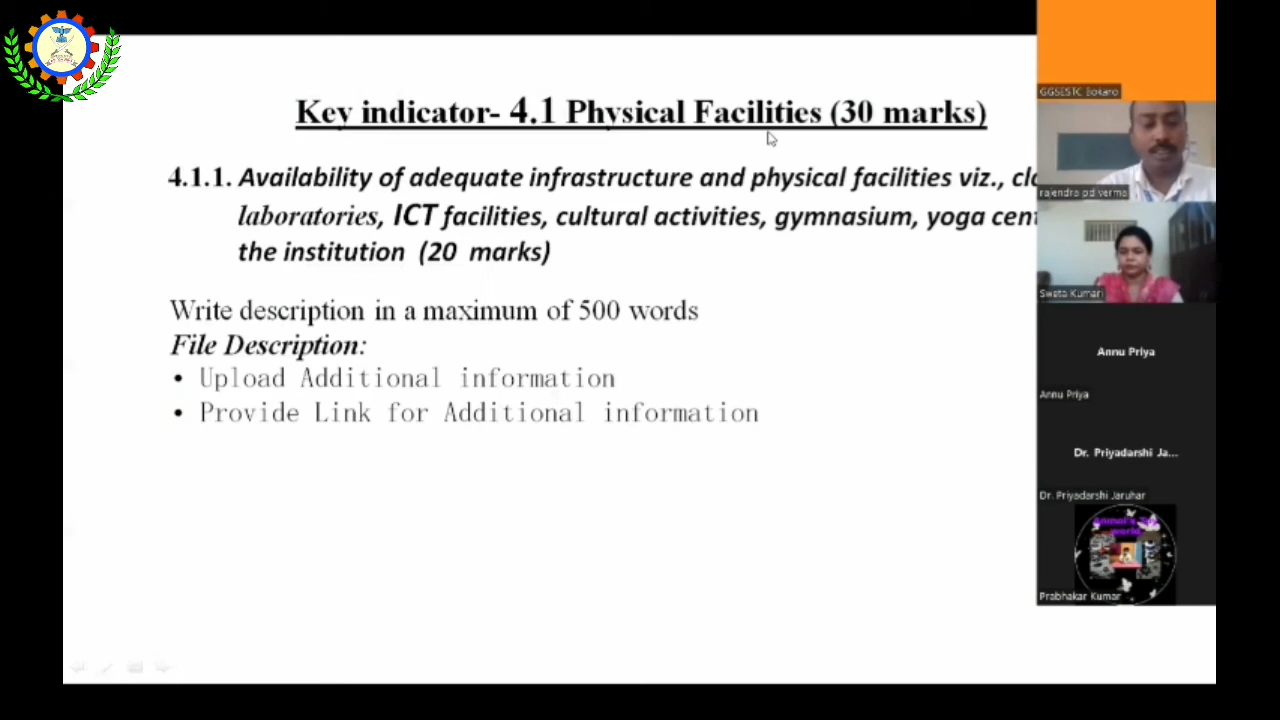 Key indicator- 4.1 Physical Facilities (30 marks)
4.1.1. Availability of adequate infrastructure and physical facilities viz.,
laboratories, ICT facilities, cultural activities, gymnasium, yoga
the institution (20 marks)
Write description in a maximum of 500 words
File Description:
• Upload Additional information
• Provide Link for Additional information
GGSESTC Bokaro
rajendra pd verma
Sweta Kumari
Annu Priya
Annu Priya
Dr. Priyadarshi Ja...
Dr. Priyadarshi Jaruhar
world
Prabhakar Kumar